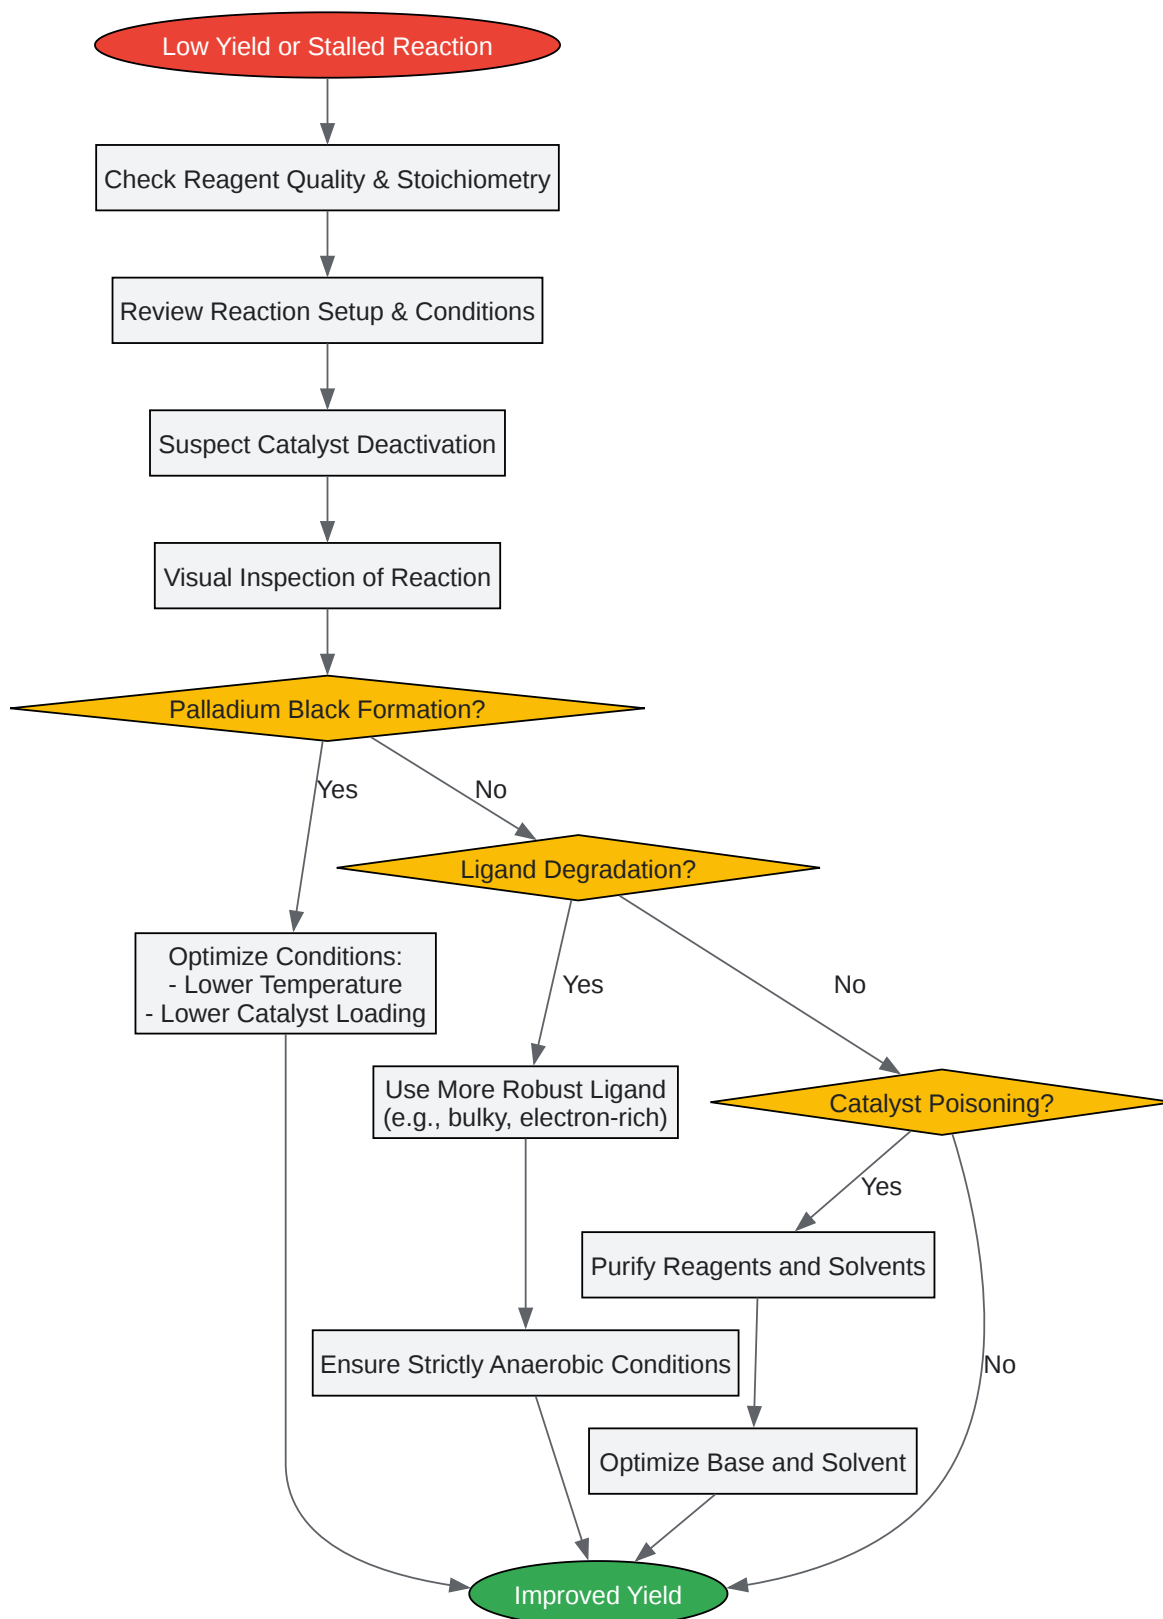 Low Yield or Stalled Reaction
Check Reagent Quality & Stoichiometry
Review Reaction Setup & Conditions
Suspect Catalyst Deactivation
Visual Inspection of Reaction
Palladium Black Formation?
Yes
No
Ligand Degradation?
Optimize Conditions:
- Lower Temperature
- Lower Catalyst Loading
Yes
No
Use More Robust Ligand
(e.g., bulky, electron-rich)
Catalyst Poisoning?
Yes
Purify Reagents and Solvents
No
Ensure Strictly Anaerobic Conditions
Optimize Base and Solvent
Improved Yield